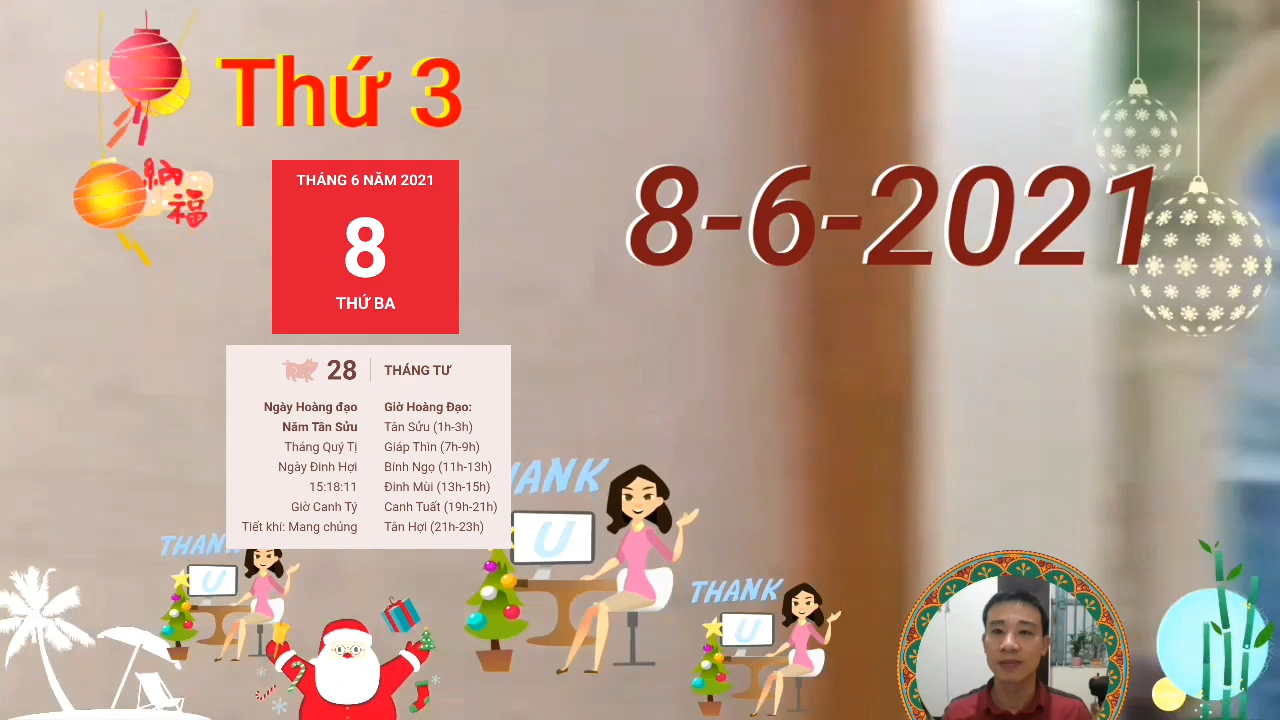 Thứ 3
納
福
THÁNG 6 NĂM 2021
8
THỨ BA
8-6-2021
28
THÁNG TƯ
Ngày Hoàng đạo
Năm Tân Sửu
Tháng Quý Tị
Ngày Đinh Hợi
15:18:11
Giờ Canh Tý
Tiết khí: Mang chủng
Giờ Hoàng Đạo:
Tân Sửu (1h-3h)
Giáp Thìn (7h-9h)
Bính Ngọ (11h-13h)
Đinh Mùi (13h-15h)
Canh Tuất (19h-21h)
Tân Hợi (21h-23h)
THANK
U
THANK
U
THANK
U